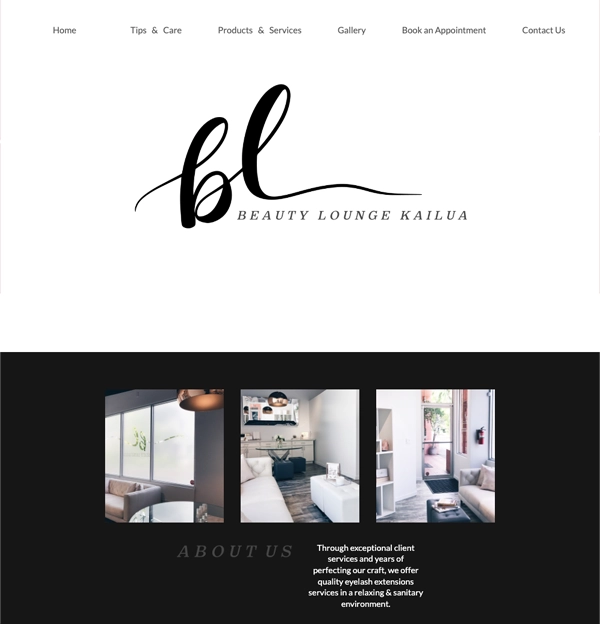 Home Tips & Care Products & Services Gallery Book an Appointment Contact Us
bl
BEAUTY LOUNGE KAILUA
ABOUT US
Through exceptional client
services and years of
perfecting our craft, we offer
quality eyelash extensions
services in a relaxing & sanitary
environment.